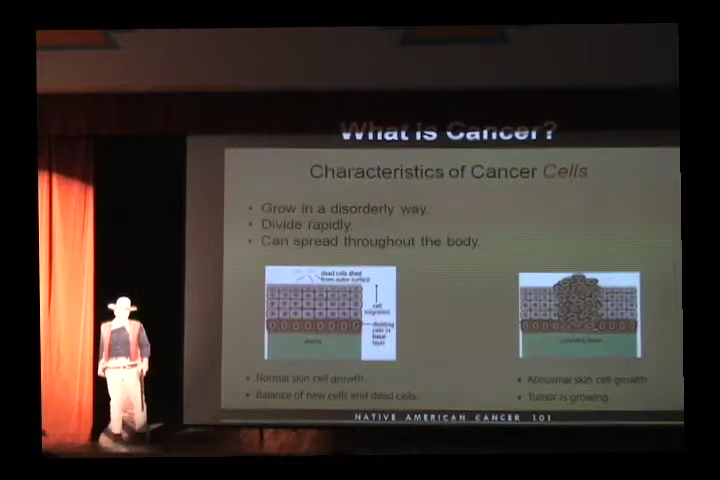 What Is Cancer?
Characteristics of Cancer Cells
• Grow in a disorderly way.
• Divide rapidly.
• Can spread throughout the body.
dead cells shed
from outer surface
cell
migration
dividing
cells in
basal
layer
• Normal skin cell growth.
• Balance of new cells and dead cells.
• Abnormal skin cell growth
• Tumor is growing.
NATIVE AMERICAN CANCER 101